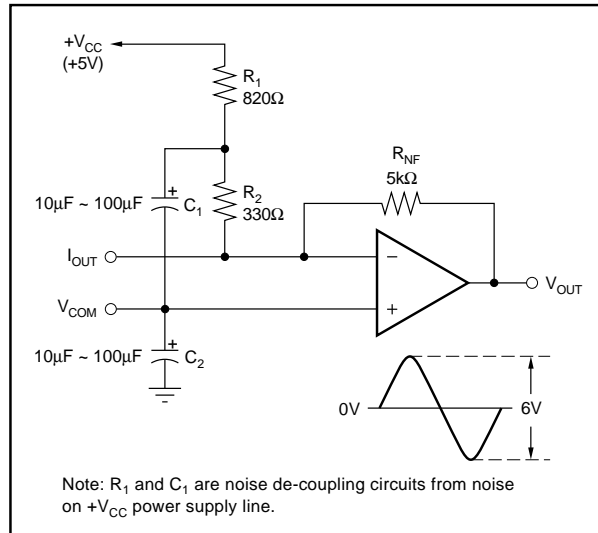 +VCC
(+5V)
R1
820Ω
RNF
5kΩ
10µF ~ 100µF
+
C1
R2
330Ω
IOUT
–
VOUT
VCOM
+
10µF ~ 100µF
+
C2
0V
6V
Note: R1 and C1 are noise de-coupling circuits from noise
on +VCC power supply line.